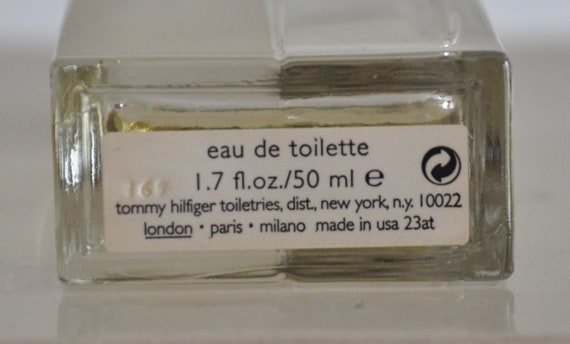 eau de toilette
1.7 fl.oz./50 ml e
tommy hilfiger toiletries, dist., new york, n.y. 10022
london · paris · milano made in usa 23at